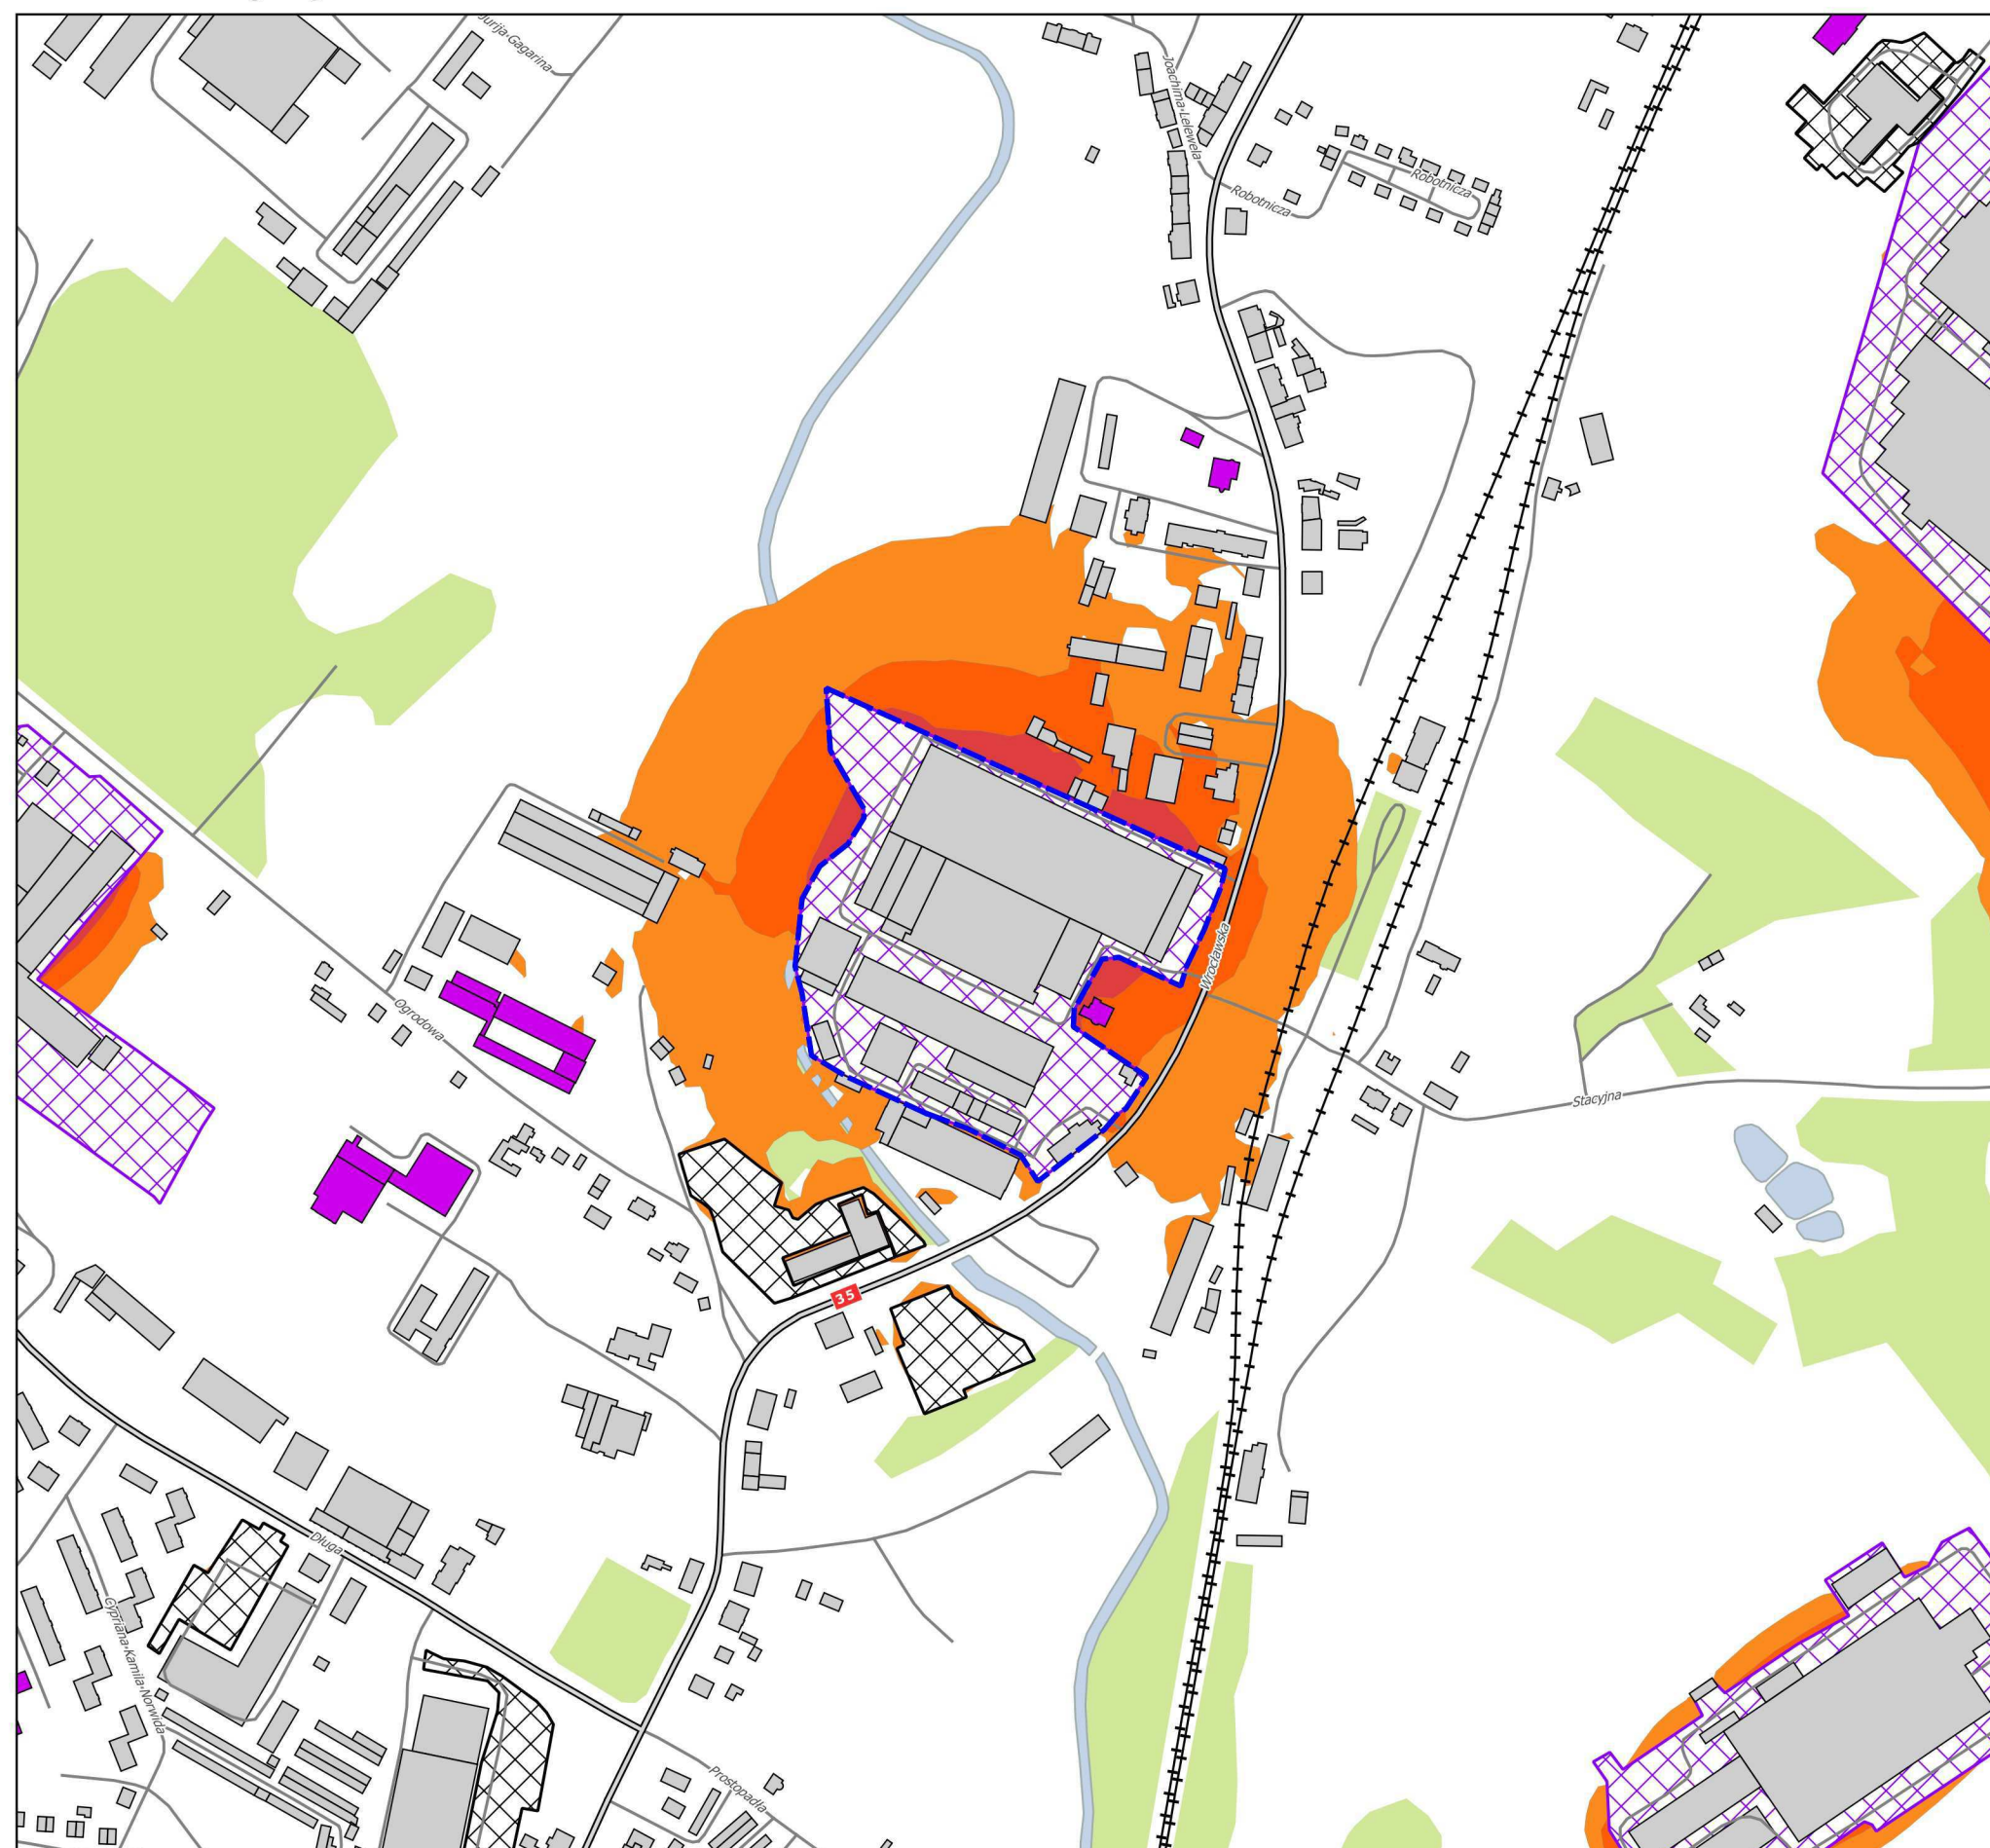 Jurija·Gagarina
Joachima·Lelewela
Robotnicza
Robotnicza
Wrocławska
Ogrodowa
Stacyjna
35
Długa
Cypriana·Kamila·Norwida
Prostopadła